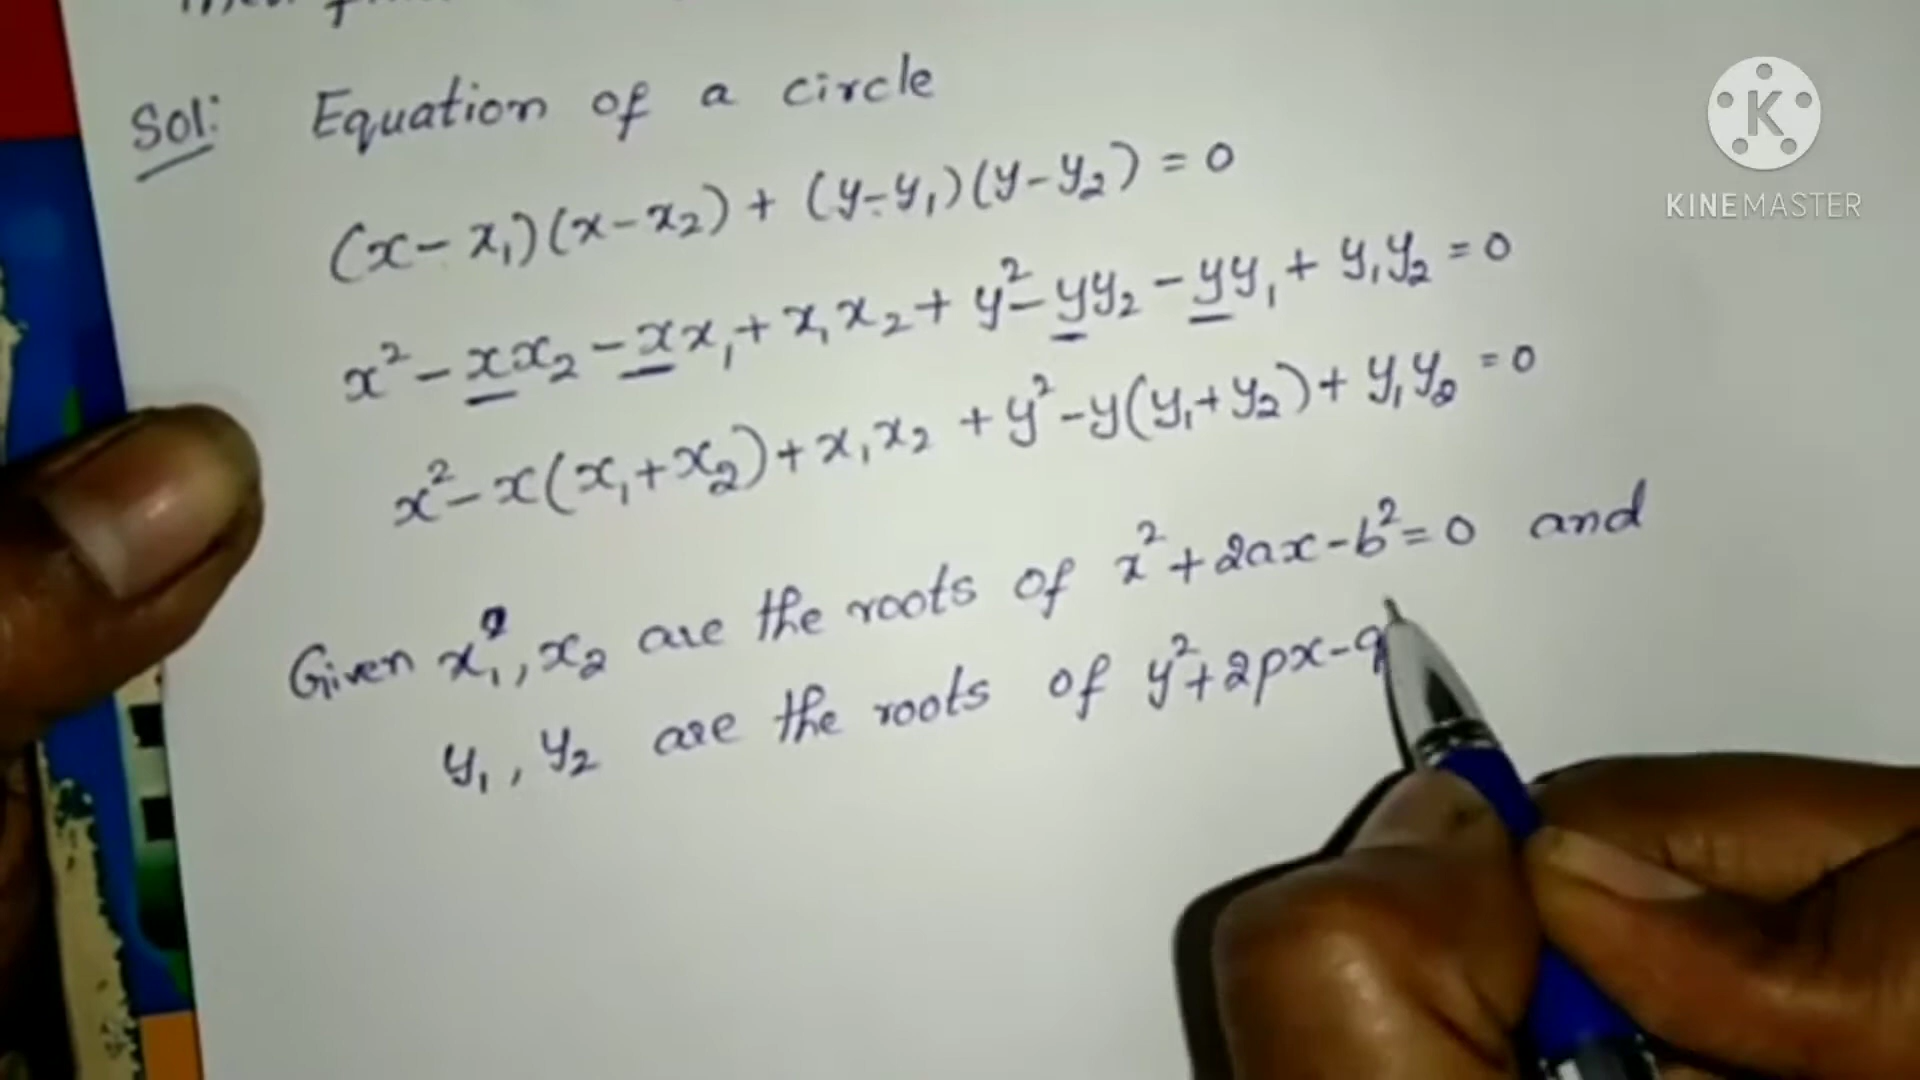 Sol: Equation of a circle
(x - x₁)(x - x₂) + (y - y₁)(y - y₂) = 0
x² - xx₂ - xx₁ + x₁x₂ + y² - yy₂ - yy₁ + y₁y₂ = 0
x² - x(x₁+x₂) + x₁x₂ + y² - y(y₁+y₂) + y₁y₂ = 0
Given x₁, x₂ are the roots of x² + 2ax - b² = 0 and
y₁, y₂ are the roots of y² + 2px - q
K
KINEMASTER